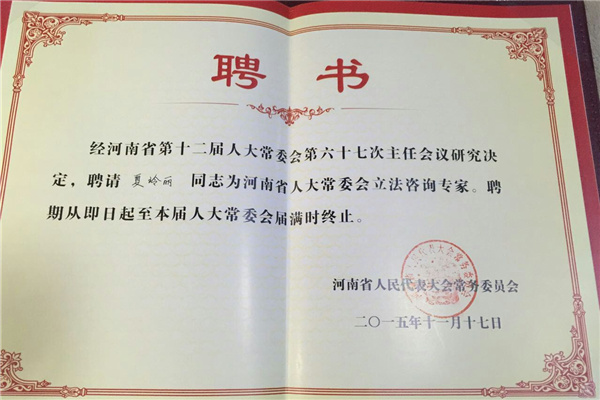 聘书
经河南省第十二届人大常委会第六十七次主任会议研究决
定，聘请 夏岭丽 同志为河南省人大常委会立法咨询专家。聘
期从即日起至本届人大常委会届满时终止。
河南省人民代表大会常务委员会
二〇一五年十一月十七日